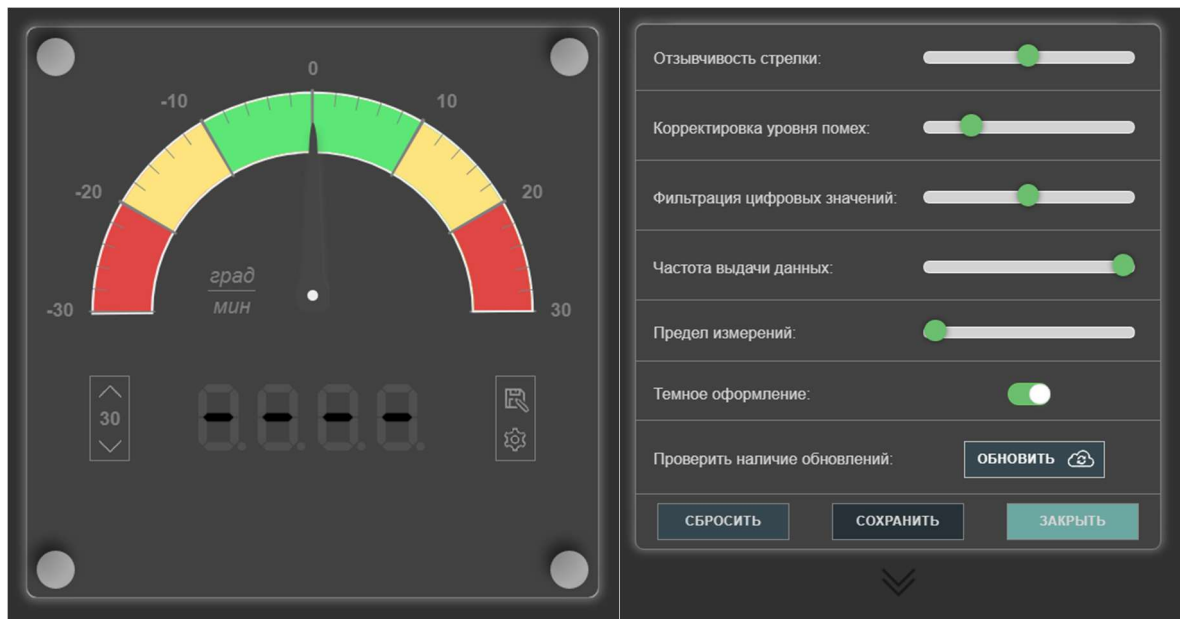 0
-10
10
-20
20
град
мин
-30
30
30
- - - -
Отзывчивость стрелки:
Корректировка уровня помех:
Фильтрация цифровых значений:
Частота выдачи данных:
Предел измерений:
Темное оформление:
Проверить наличие обновлений:
ОБНОВИТЬ
СБРОСИТЬ
СОХРАНИТЬ
ЗАКРЫТЬ